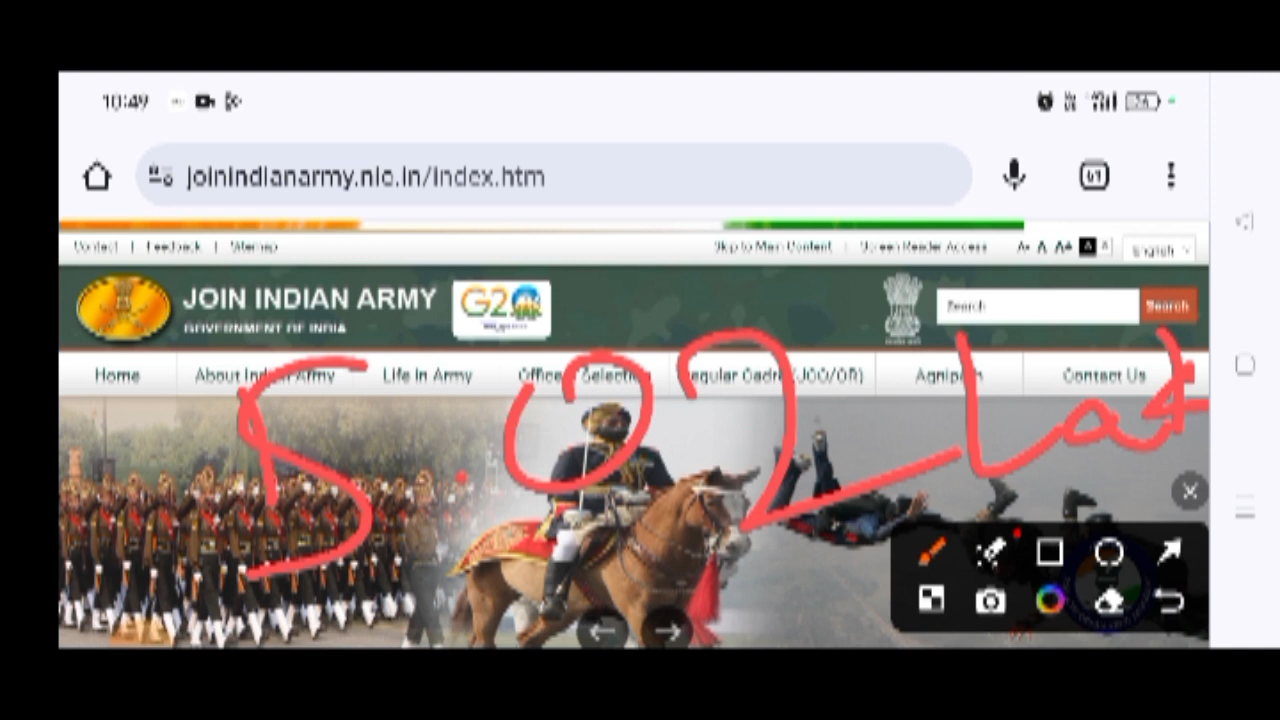 10:49
joinindianarmy.nic.in/index.htm
Contact | Feedback | Sitemap
Skip to Main Content | Screen Reader Access A- A A+ A A English
JOIN INDIAN ARMY
GOVERNMENT OF INDIA
G20
Search Search
Home About Indian Army Life In Army Officer Selection Regular Cadre (JCO/OR) Agnipath Contact Us